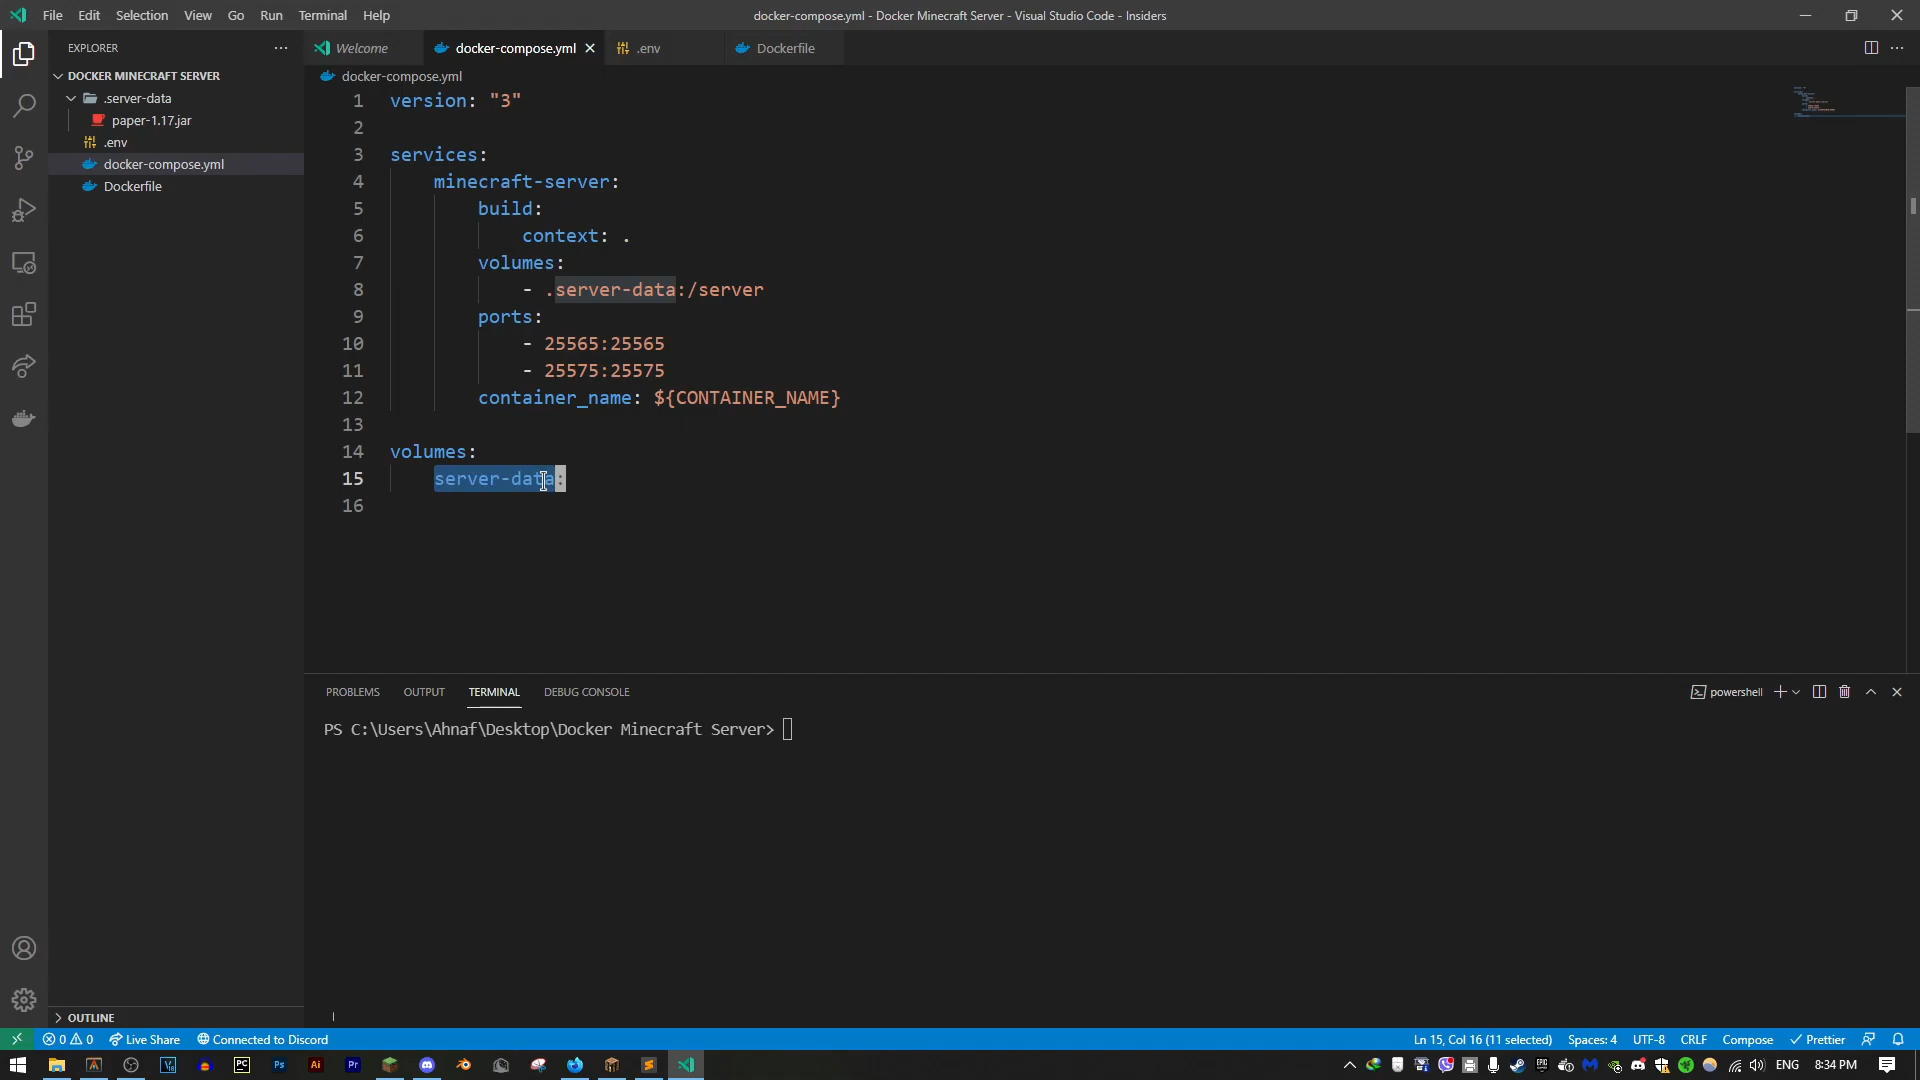 File Edit Selection View Go Run Terminal Help
docker-compose.yml - Docker Minecraft Server - Visual Studio Code - Insiders
EXPLORER
Welcome
docker-compose.yml
.env
Dockerfile
DOCKER MINECRAFT SERVER
.server-data
paper-1.17.jar
.env
docker-compose.yml
Dockerfile
docker-compose.yml
1 version: "3"
2
3 services:
4 minecraft-server:
5 build:
6 context: .
7 volumes:
8 - .server-data:/server
9 ports:
10 - 25565:25565
11 - 25575:25575
12 container_name: ${CONTAINER_NAME}
13
14 volumes:
15 server-data:
16
PROBLEMS OUTPUT TERMINAL DEBUG CONSOLE
powershell
PS C:\Users\Ahnaf\Desktop\Docker Minecraft Server>
OUTLINE
0 0 Live Share Connected to Discord
Ln 15, Col 16 (11 selected) Spaces: 4 UTF-8 CRLF Compose Prettier
PC Ps Ai Pr
ENG 8:34 PM